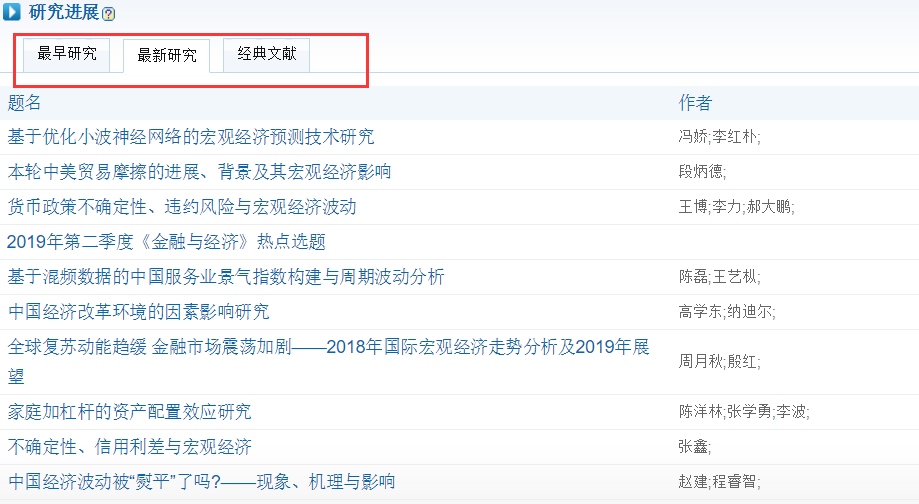 研究进展?
最早研究 最新研究 经典文献
题名 作者
基于优化小波神经网络的宏观经济预测技术研究 冯娇;李红朴;
本轮中美贸易摩擦的进展、背景及其宏观经济影响 段炳德;
货币政策不确定性、违约风险与宏观经济波动 王博;李力;郝大鹏;
2019年第二季度《金融与经济》热点选题
基于混频数据的中国服务业景气指数构建与周期波动分析 陈磊;王艺枞;
中国经济改革环境的因素影响研究 高学东;纳迪尔;
全球复苏动能趋缓 金融市场震荡加剧——2018年国际宏观经济走势分析及2019年展
望 周月秋;殷红;
家庭加杠杆的资产配置效应研究 陈洋林;张学勇;李波;
不确定性、信用利差与宏观经济 张鑫;
中国经济波动被“熨平”了吗?——现象、机理与影响 赵建;程睿智;